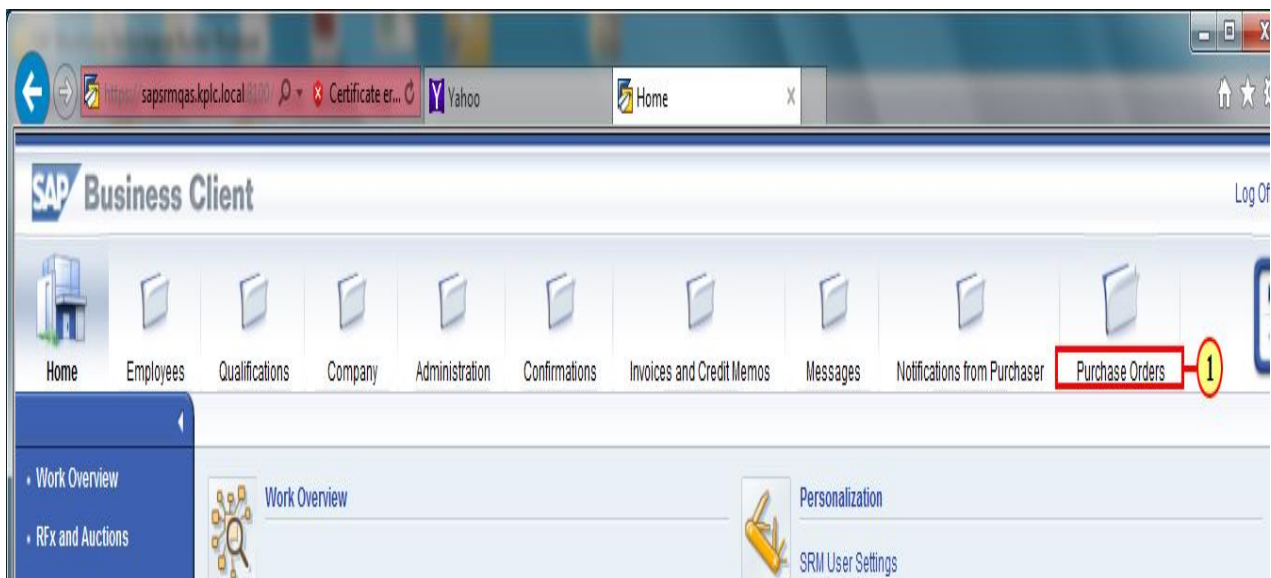 https:// sapsrmqas.kplc.local:8100/ Certificate er... Yahoo Home
SAP Business Client
Log Of
Home Employees Qualifications Company Administration Confirmations Invoices and Credit Memos Messages Notifications from Purchaser Purchase Orders 1
Work Overview
RFx and Auctions
Work Overview
Personalization
SRM User Settings